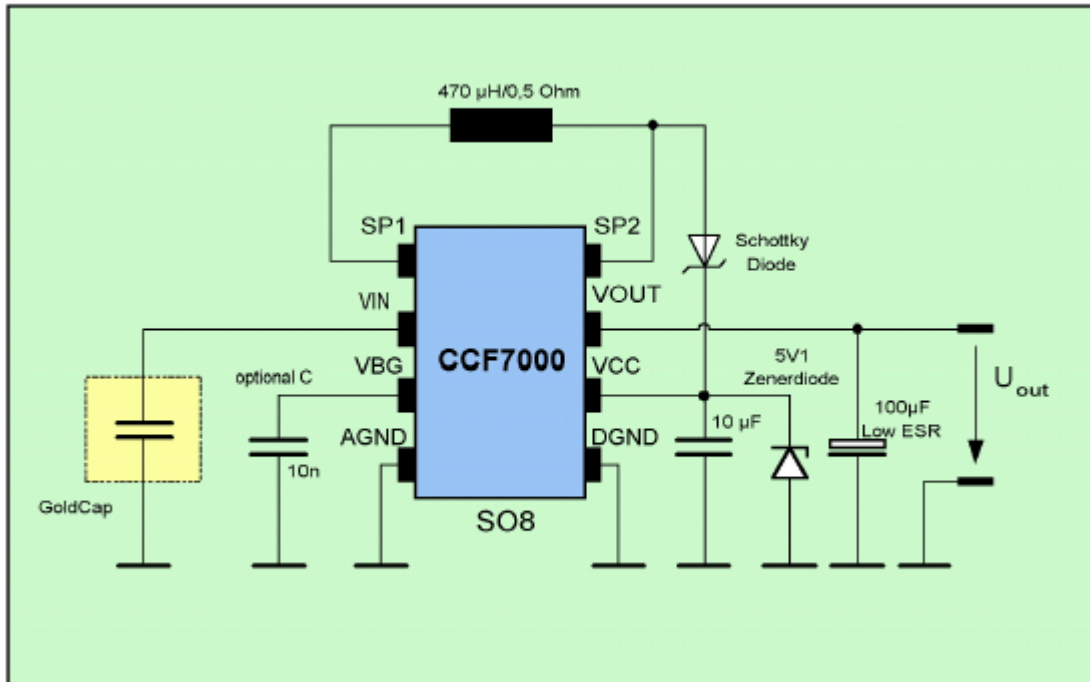 470 µH/0,5 Ohm
SP1
SP2
Schottky
Diode
VIN
VOUT
CCF7000
VBG
VCC
optional C
5V1
Zenerdiode
U out
100µF
Low ESR
10 µF
AGND
DGND
10n
GoldCap
SO8